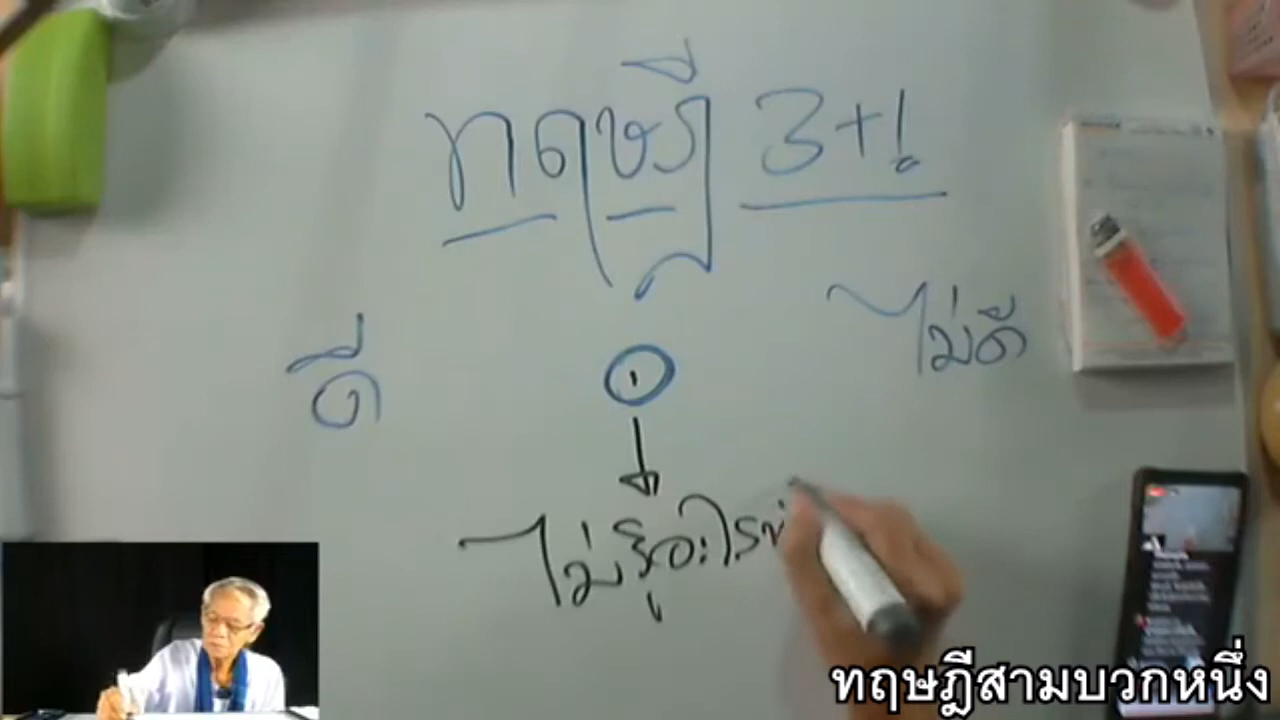 ทฤษฎี 3+1
ดี
ไม่ดี
1
ไม่รู้อะไร
ทฤษฎีสามบวกหนึ่ง